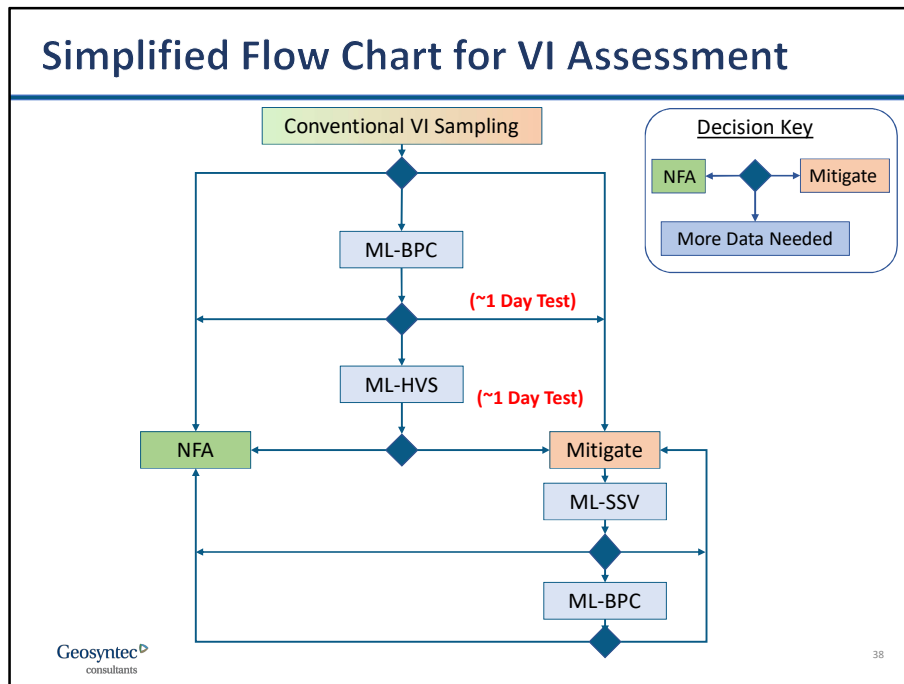 Simplified Flow Chart for VI Assessment
Conventional VI Sampling
Decision Key
NFA
Mitigate
More Data Needed
ML-BPC
(~1 Day Test)
ML-HVS
(~1 Day Test)
NFA
Mitigate
ML-SSV
ML-BPC
Geosyntec
consultants
38